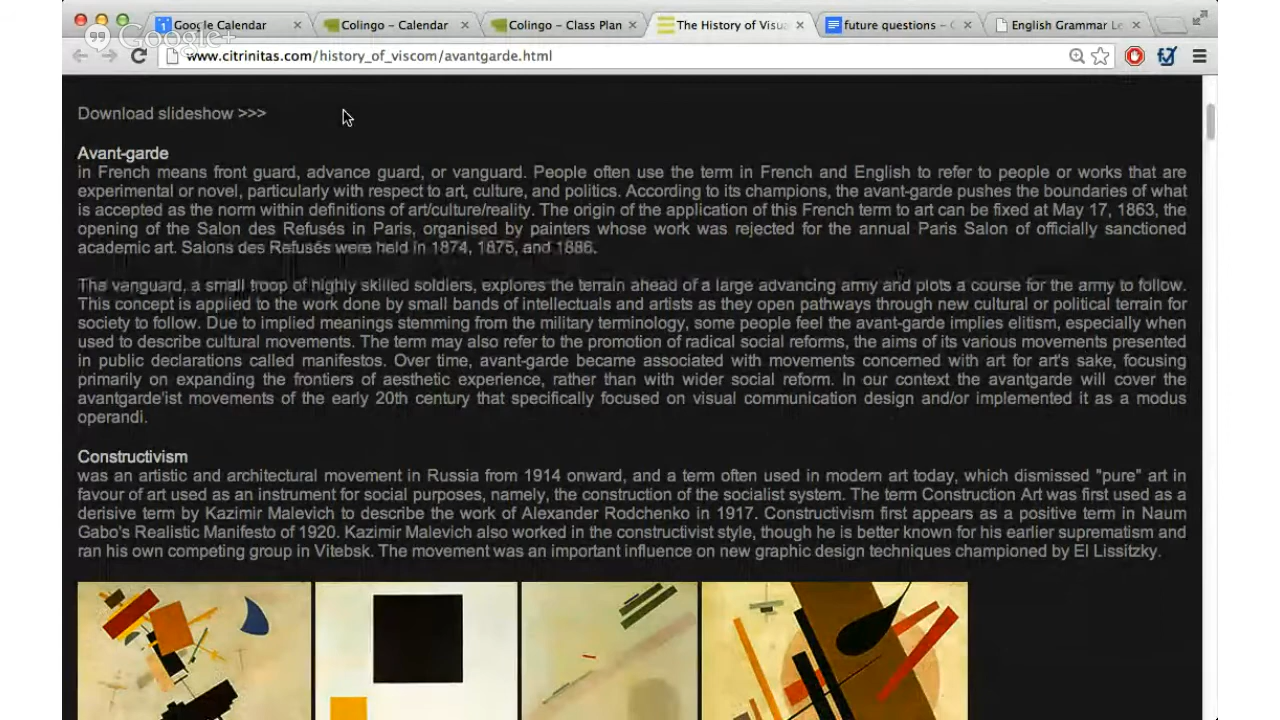 Google Calendar
Colingo – Calendar
Colingo – Class Plan
The History of Visua
future questions –
English Grammar Le
Google+
www.citrinitas.com/history_of_viscom/avantgarde.html
Download slideshow >>>
Avant-garde
in French means front guard, advance guard, or vanguard. People often use the term in French and English to refer to people or works that are
experimental or novel, particularly with respect to art, culture, and politics. According to its champions, the avant-garde pushes the boundaries of what
is accepted as the norm within definitions of art/culture/reality. The origin of the application of this French term to art can be fixed at May 17, 1863, the
opening of the Salon des Refusés in Paris, organised by painters whose work was rejected for the annual Paris Salon of officially sanctioned
academic art. Salons des Refusés were held in 1874, 1875, and 1886.
The vanguard, a small troop of highly skilled soldiers, explores the terrain ahead of a large advancing army and plots a course for the army to follow.
This concept is applied to the work done by small bands of intellectuals and artists as they open pathways through new cultural or political terrain for
society to follow. Due to implied meanings stemming from the military terminology, some people feel the avant-garde implies elitism, especially when
used to describe cultural movements. The term may also refer to the promotion of radical social reforms, the aims of its various movements presented
in public declarations called manifestos. Over time, avant-garde became associated with movements concerned with art for art's sake, focusing
primarily on expanding the frontiers of aesthetic experience, rather than with wider social reform. In our context the avantgarde will cover the
avantgarde'ist movements of the early 20th century that specifically focused on visual communication design and/or implemented it as a modus
operandi.
Constructivism
was an artistic and architectural movement in Russia from 1914 onward, and a term often used in modern art today, which dismissed "pure" art in
favour of art used as an instrument for social purposes, namely, the construction of the socialist system. The term Construction Art was first used as a
derisive term by Kazimir Malevich to describe the work of Alexander Rodchenko in 1917. Constructivism first appears as a positive term in Naum
Gabo's Realistic Manifesto of 1920. Kazimir Malevich also worked in the constructivist style, though he is better known for his earlier suprematism and
ran his own competing group in Vitebsk. The movement was an important influence on new graphic design techniques championed by El Lissitzky.